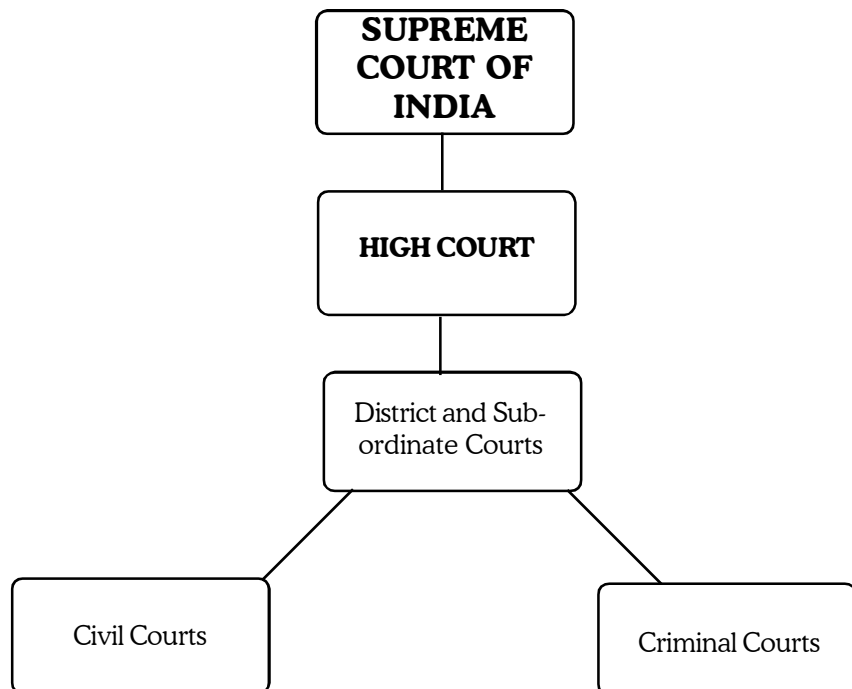 SUPREME
COURT OF
INDIA
HIGH COURT
District and Sub-
ordinate Courts
Civil Courts
Criminal Courts